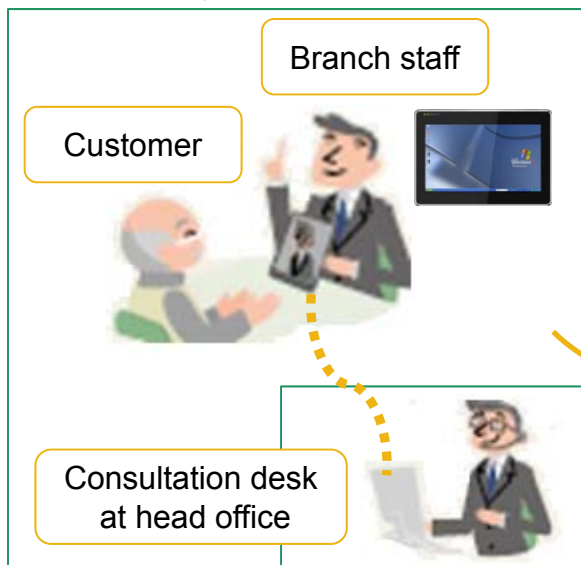 Branch staff
Customer
Consultation desk
at head office